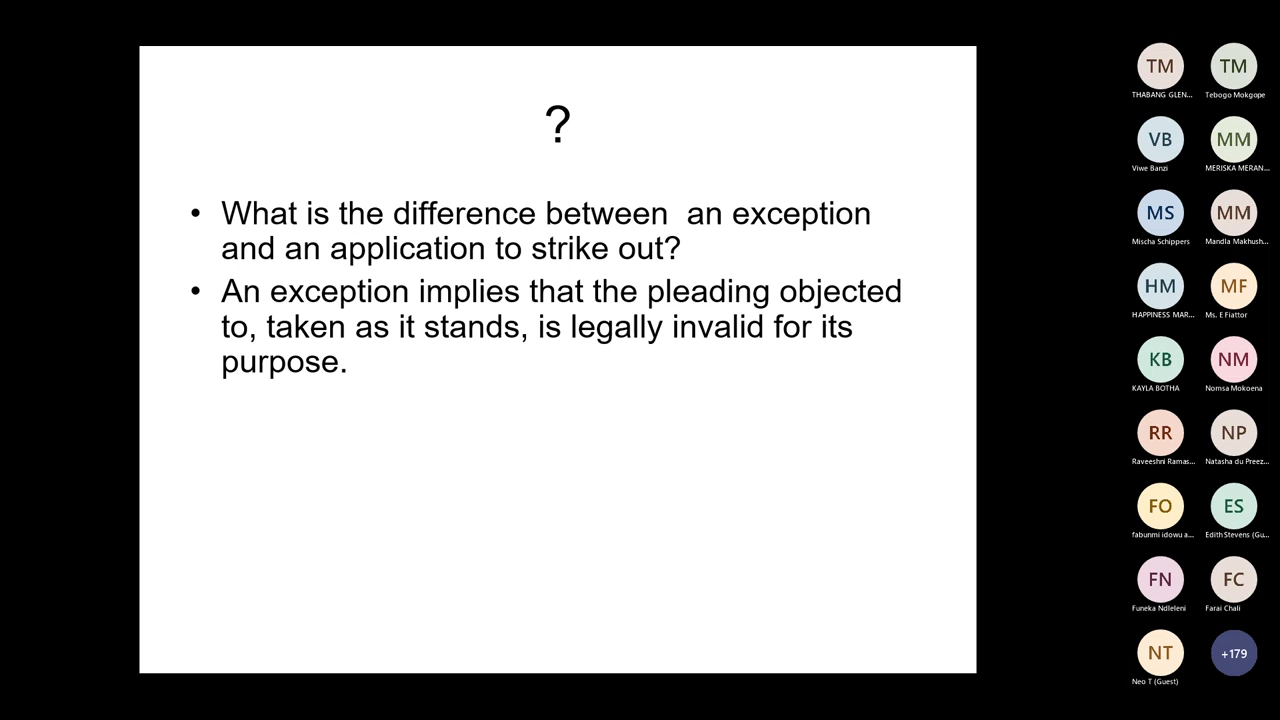 ?
• What is the difference between  an exception
and an application to strike out?
• An exception implies that the pleading objected
to, taken as it stands, is legally invalid for its
purpose.
TM TM
THABANG GLEN... Tebogo Mokgope
VB MM
Viwe Banzi MERISKA MERAN...
MS MM
Mischa Schippers Mandla Makhush...
HM MF
HAPPINESS MAR... Ms. E Fiattor
KB NM
KAYLA BOTHA Nomsa Mokoena
RR NP
Raveeshni Ramas... Natasha du Preez...
FO ES
fabunmi idowu a... Edith Stevens (Gu...
FN FC
Funeka Ndleleni Farai Chali
NT +179
Neo T (Guest)